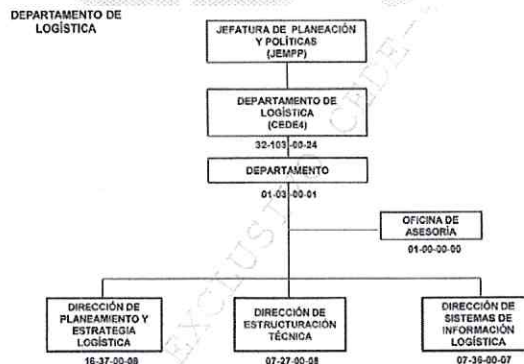 DEPARTAMENTO DE
LOGÍSTICA
JEFATURA DE PLANEACIÓN
Y POLÍTICAS
(JEMPP)
DEPARTAMENTO DE
LOGÍSTICA
(CEDE4)
32-103-00-24
DEPARTAMENTO
01-03-00-01
OFICINA DE
ASESORÍA
01-00-00-00
DIRECCIÓN DE
PLANEAMIENTO Y
ESTRATEGIA
LOGÍSTICA
16-37-00-08
DIRECCIÓN DE
ESTRUCTURACIÓN
TÉCNICA
07-27-00-08
DIRECCIÓN DE
SISTEMAS DE
INFORMACIÓN
LOGÍSTICA
07-36-00-07
EXCLUSIVO CEDE-